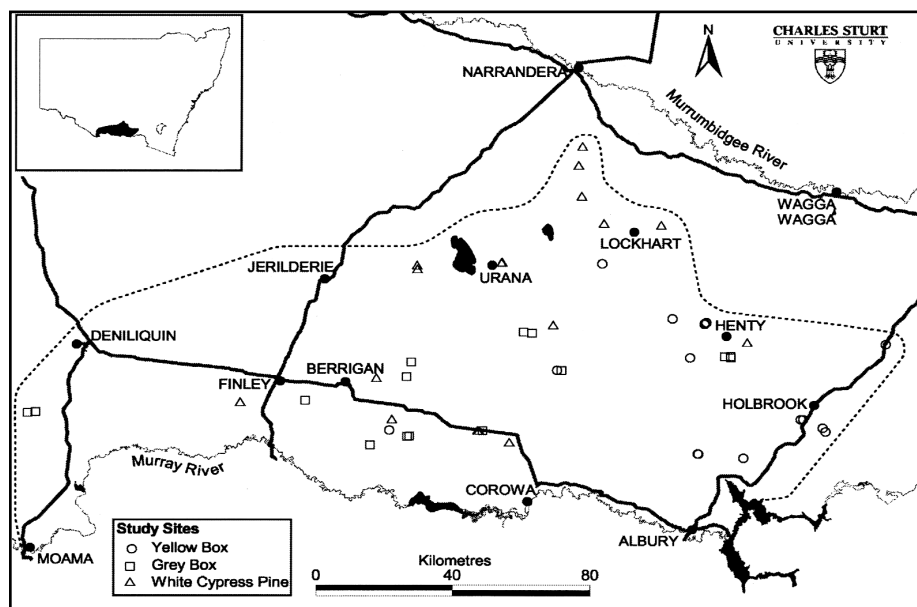 N
CHARLES STURT
UNIVERSITY
NARRANDERA
Murrumbidgee River
WAGGA
WAGGA
LOCKHART
JERILDERIE
URANA
DENILIQUIN
HENTY
FINLEY
BERRIGAN
HOLBROOK
Murray River
COROWA
ALBURY
MOAMA
Study Sites
Yellow Box
Grey Box
White Cypress Pine
Kilometres
0 40 80